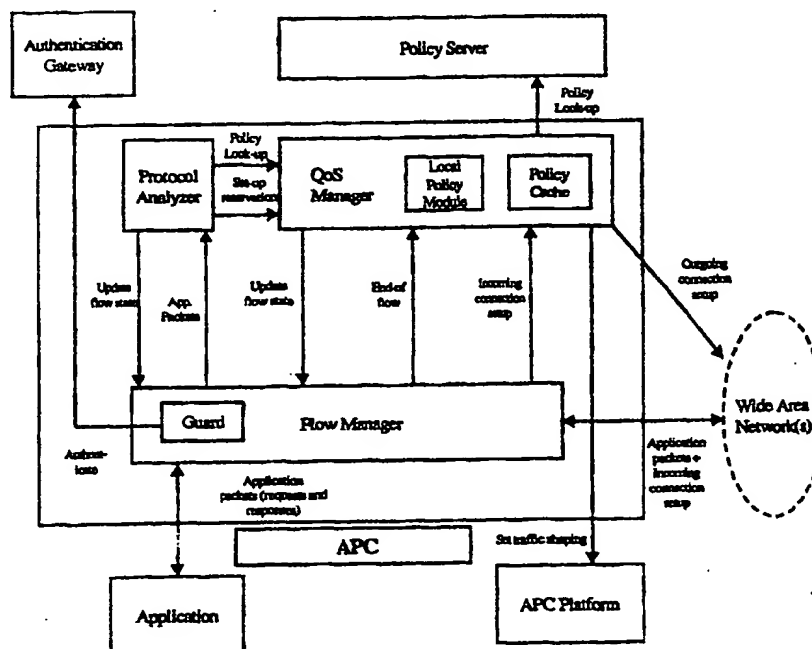 Authentication
Gateway
Policy Server
Policy
Look-up
Policy
Look-up
Set-up
reservation
Protocol
Analyzer
QoS
Manager
Local
Policy
Module
Policy
Cache
Outgoing
connection
setup
Update
flow state
App.
Packets
Update
flow state
End-of
flow
Incoming
connection
setup
Guard
Flow Manager
Wide Area
Network(s)
Authent-
icate
Application
packets (requests and
responses)
Application
packets +
Incoming
connection
setup
APC
Set traffic shaping
Application
APC Platform